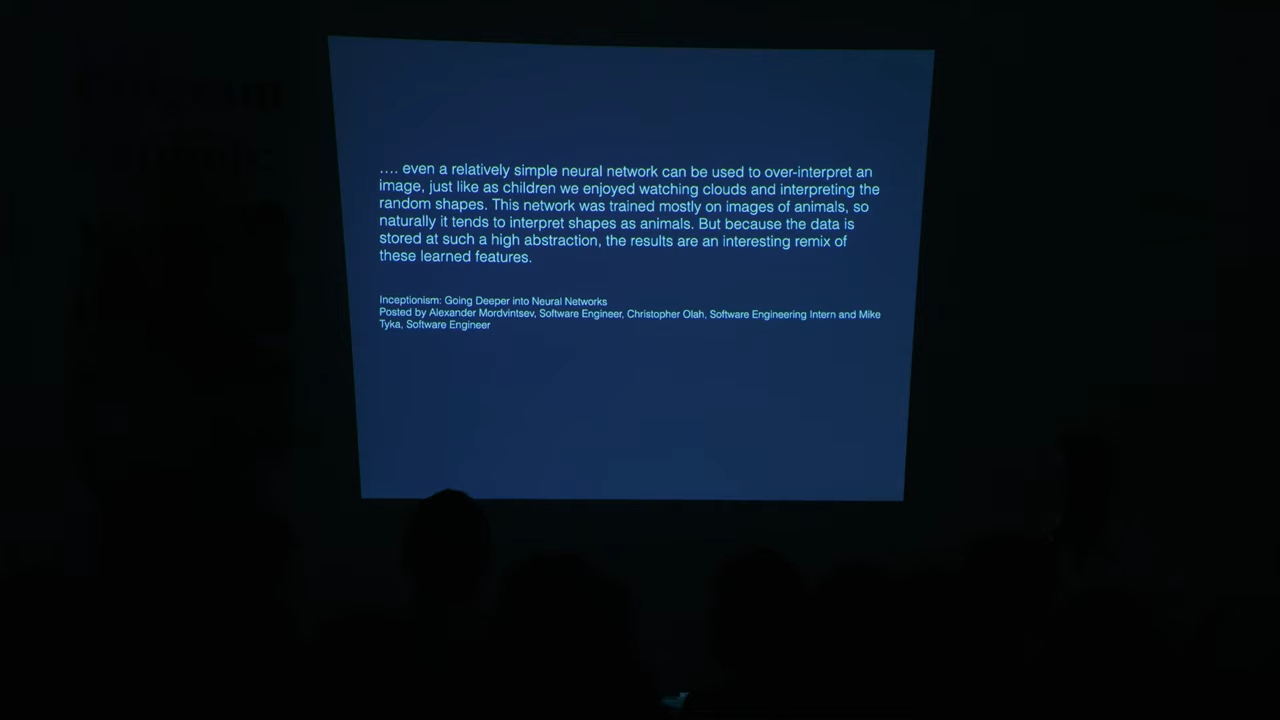 .... even a relatively simple neural network can be used to over-interpret an
image, just like as children we enjoyed watching clouds and interpreting the
random shapes. This network was trained mostly on images of animals, so
naturally it tends to interpret shapes as animals. But because the data is
stored at such a high abstraction, the results are an interesting remix of
these learned features.
Inceptionism: Going Deeper into Neural Networks
Posted by Alexander Mordvintsev, Software Engineer, Christopher Olah, Software Engineering Intern and Mike
Tyka, Software Engineer